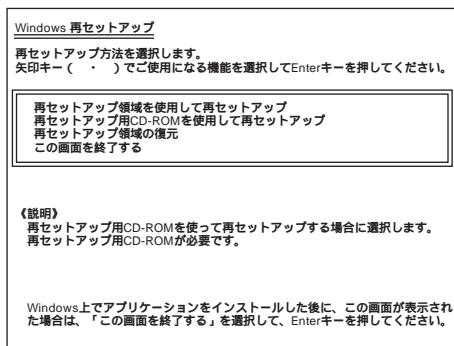 Windows 再セットアップ
再セットアップ方法を選択します。
矢印キー（　・　）でご使用になる機能を選択してEnterキーを押してください。
再セットアップ領域を使用して再セットアップ
再セットアップ用CD-ROMを使用して再セットアップ
再セットアップ領域の復元
この画面を終了する
《説明》
再セットアップ用CD-ROMを使って再セットアップする場合に選択します。
再セットアップ用CD-ROMが必要です。
Windows上でアプリケーションをインストールした後に、この画面が表示され
た場合は、「この画面を終了する」を選択して、Enterキーを押してください。